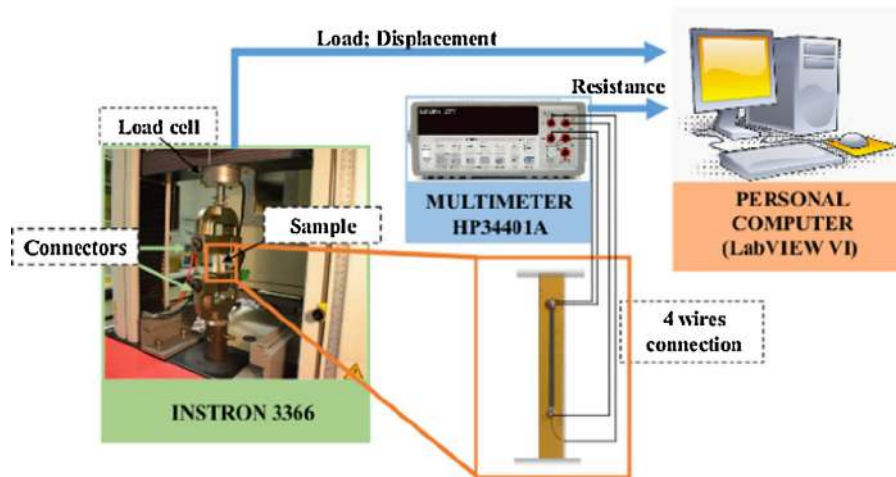 Load; Displacement
Resistance
Load cell
MULTIMETER
HP34401A
PERSONAL
COMPUTER
(LabVIEW VI)
Sample
Connectors
4 wires
connection
INSTRON 3366